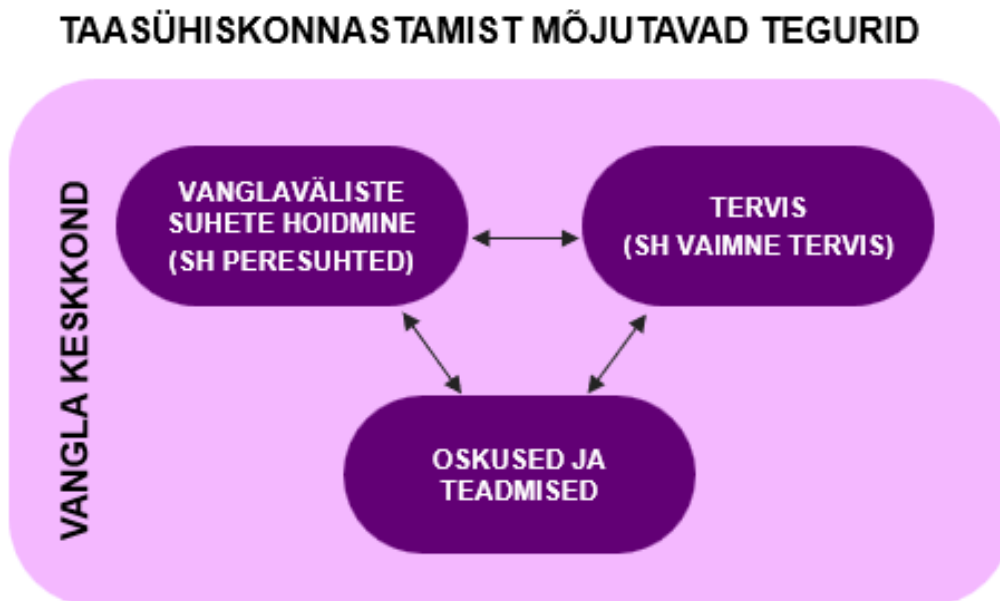 TAASÜHISKONNASTAMIST MÕJUTAVAD TEGURID
VANGLA KESKKOND
VANGLAVÄLISTE
SUHETE HOIDMINE
(SH PERESUHTED)
TERVIS
(SH VAIMNE TERVIS)
OSKUSED JA
TEADMISED